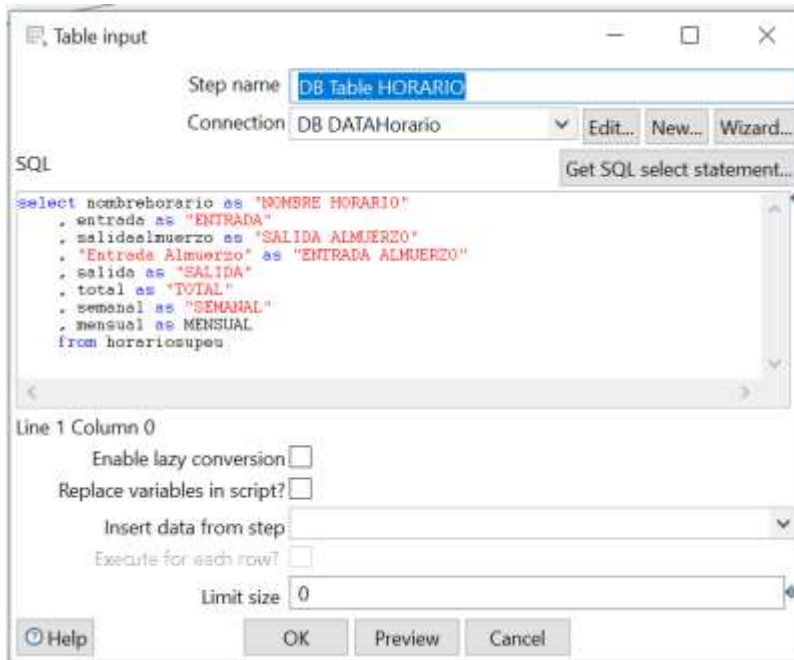 Table input
Step name DB Table HORARIO
Connection DB DATAHorario Edit... New... Wizard...
SQL Get SQL select statement...
select nombrehorario as "NOMBRE HORARIO"
, entrada as "ENTRADA"
, salidaalmuerzo as "SALIDA ALMUERZO"
, "Entrada Almuerzo" as "ENTRADA ALMUERZO"
, salida as "SALIDA"
, total as "TOTAL"
, semanal as "SEMANAL"
, mensual as MENSUAL
from horariosupeu
Line 1 Column 0
Enable lazy conversion
Replace variables in script?
Insert data from step
Execute for each row?
Limit size 0
Help OK Preview Cancel